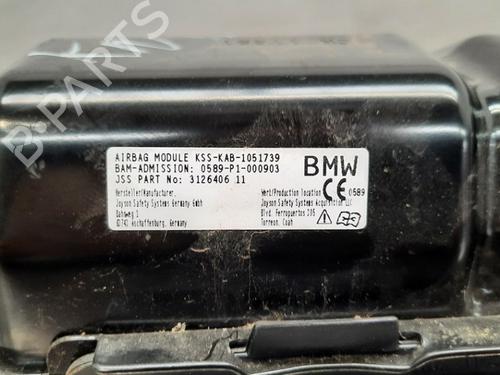 AIRBAG MODULE KSS-KAB-1051739
BAM-ADMISSION: 0589-P1-000903
JSS PART No: 3126406 11
BMW
CE 0589
Hersteller/Manufacturer.
Joyson Safety Systems Germany GmbH
Bahnweg 1
63743 Aschaffenburg, Germany
Werk/Production location
Joyson Safety Systems Acquisition LLC
Blvd. Ferropuertos 205
Torreon, Coah
B PARTS